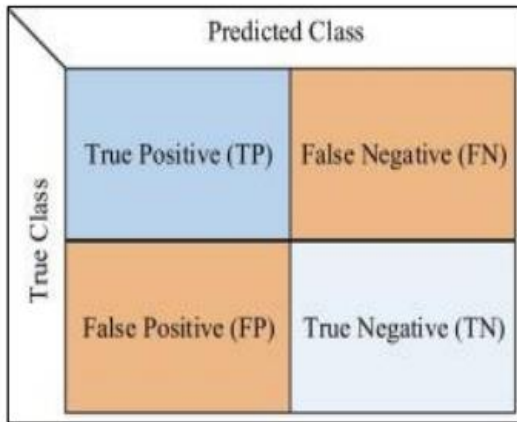 Predicted Class
True Class
True Positive (TP)
False Negative (FN)
False Positive (FP)
True Negative (TN)